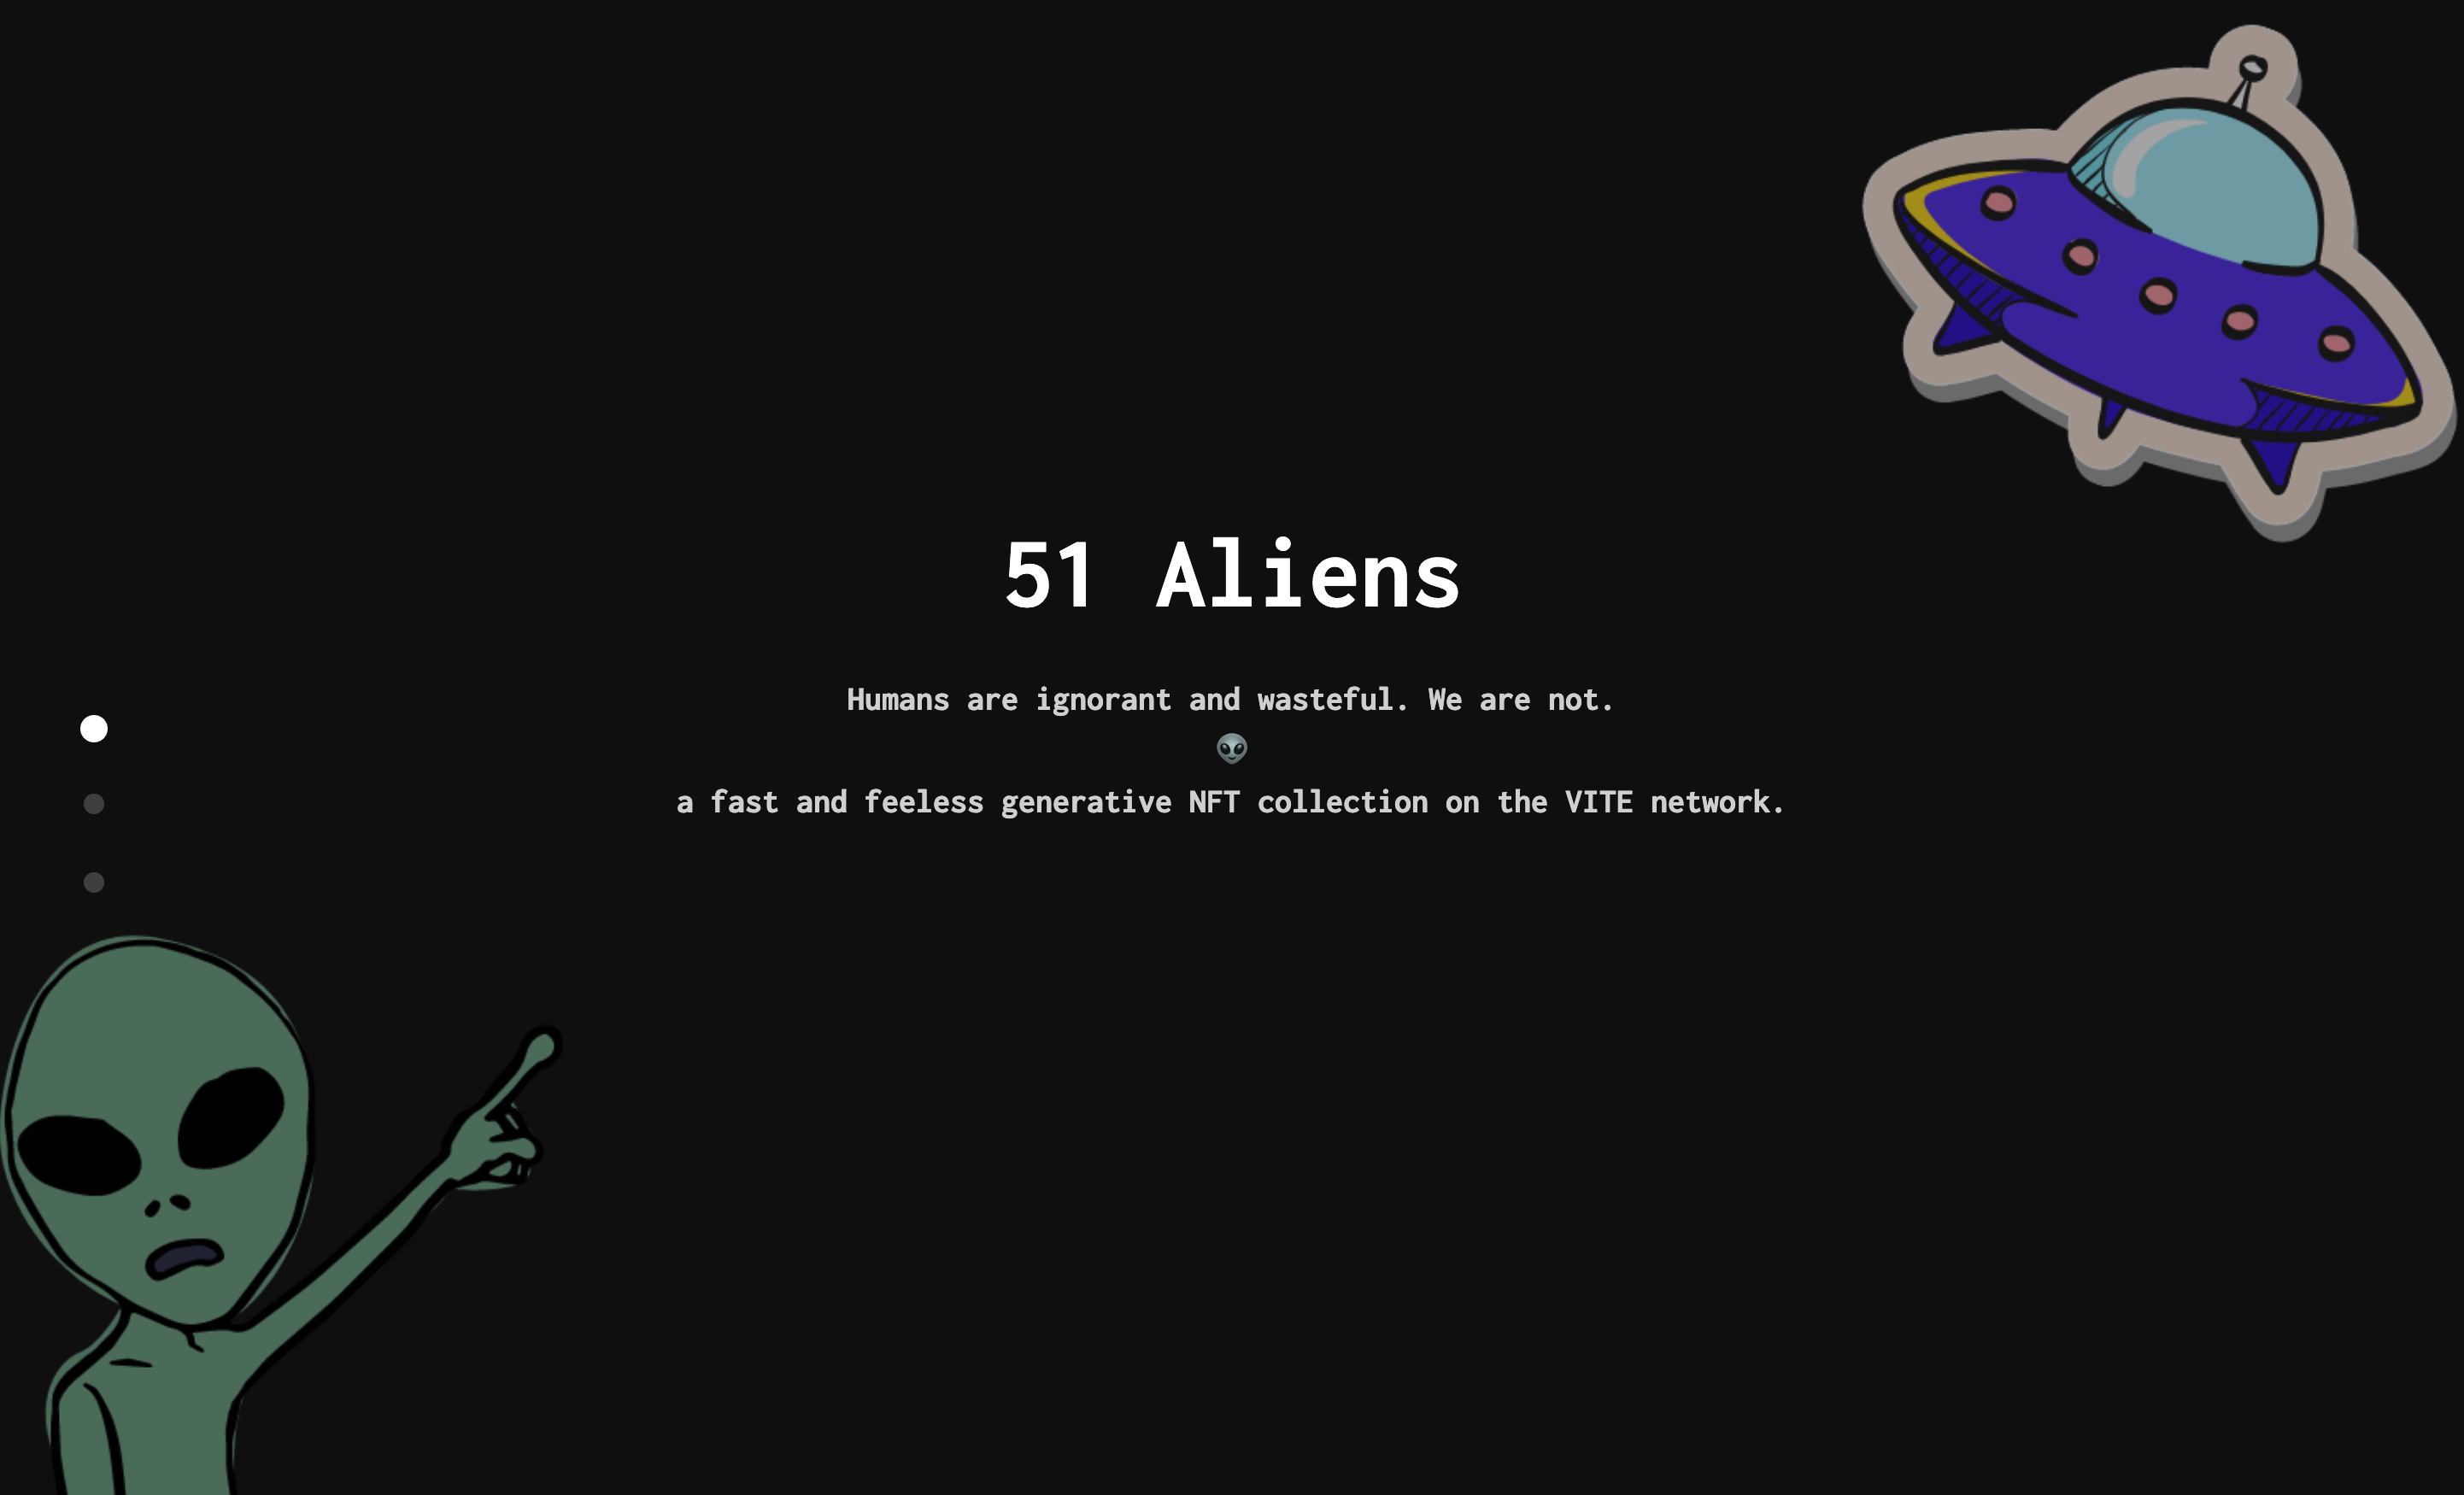 51 Aliens
Humans are ignorant and wasteful. We are not.
👽
a fast and feeless generative NFT collection on the VITE network.